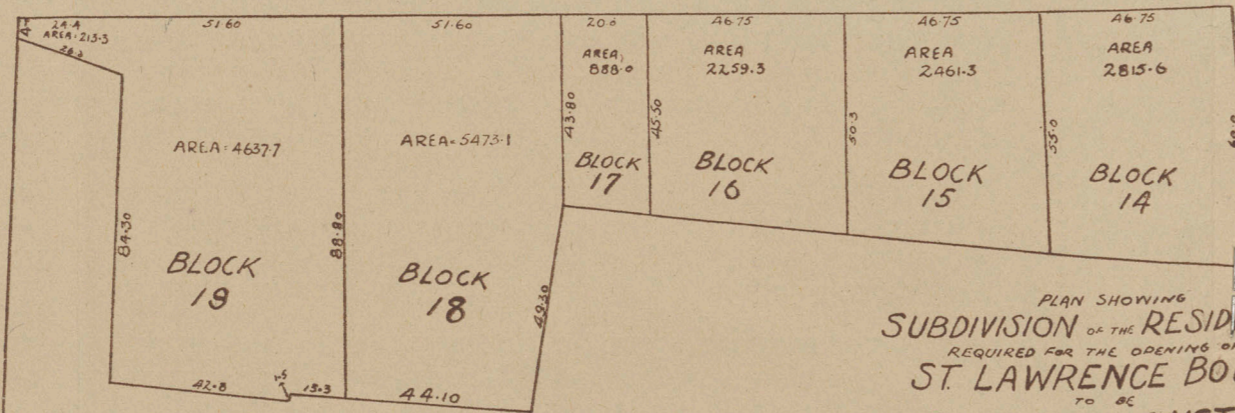 24.4
AREA=213.3
26.2
51.60
51.60
20.6
46.75
46.75
46.75
AREA,
888.0
AREA
2259.3
AREA
2461.3
AREA
2815.6
AREA=4637.7
AREA=5473.1
43.80
45.50
50.3
55.0
BLOCK
17
BLOCK
16
BLOCK
15
BLOCK
14
84.30
88.80
BLOCK
19
BLOCK
18
49.30
42.8
15.3
44.10
PLAN SHOWING
SUBDIVISION OF THE RESID
REQUIRED FOR THE OPENING O
ST. LAWRENCE BO
TO BE